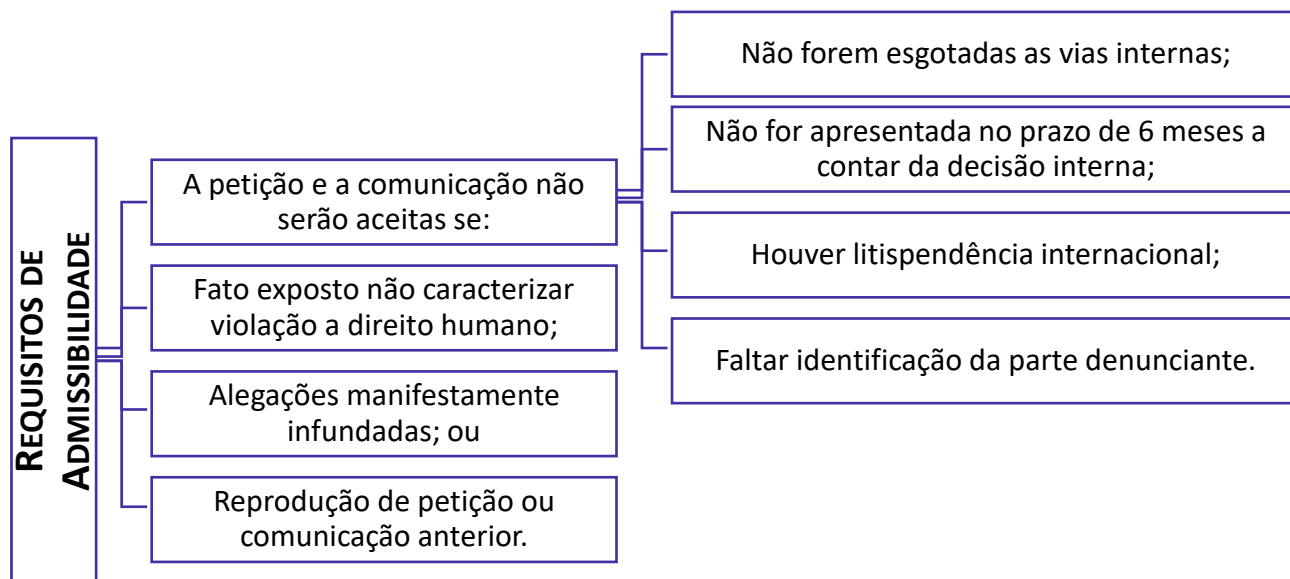 REQUISITOS DE
ADMISSIBILIDADE
A petição e a comunicação não
serão aceitas se:
Não forem esgotadas as vias internas;
Não for apresentada no prazo de 6 meses a
contar da decisão interna;
Houver litispendência internacional;
Faltar identificação da parte denunciante.
Fato exposto não caracterizar
violação a direito humano;
Alegações manifestamente
infundadas; ou
Reprodução de petição ou
comunicação anterior.